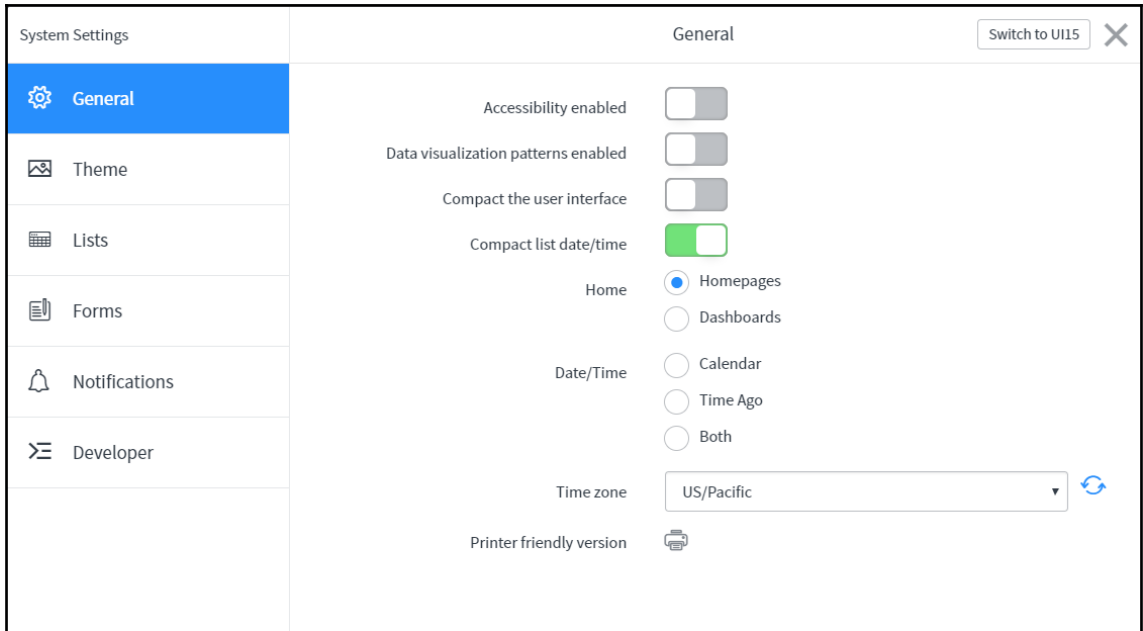 System Settings
General
Switch to UI15
General
Theme
Lists
Forms
Notifications
Developer
Accessibility enabled
Data visualization patterns enabled
Compact the user interface
Compact list date/time
Home
Homepages
Dashboards
Date/Time
Calendar
Time Ago
Both
Time zone
US/Pacific
Printer friendly version